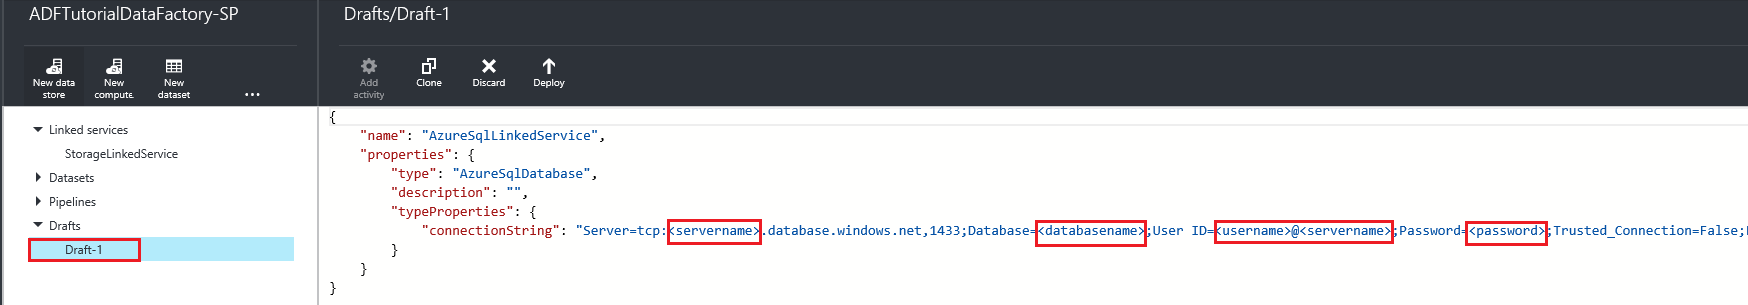 ADFTutorialDataFactory-SP
New data
store
New
compute.
New
dataset
...
Linked services
StorageLinkedService
Datasets
Pipelines
Drafts
Draft-1
Drafts/Draft-1
Add
activity
Clone
Discard
Deploy
{
"name": "AzureSqlLinkedService",
"properties": {
"type": "AzureSqlDatabase",
"description": "",
"typeProperties": {
"connectionString": "Server=tcp:<servername>.database.windows.net,1433;Database=<databasename>;User ID=<username>@<servername>;Password=<password>;Trusted_Connection=False;
}
}
}